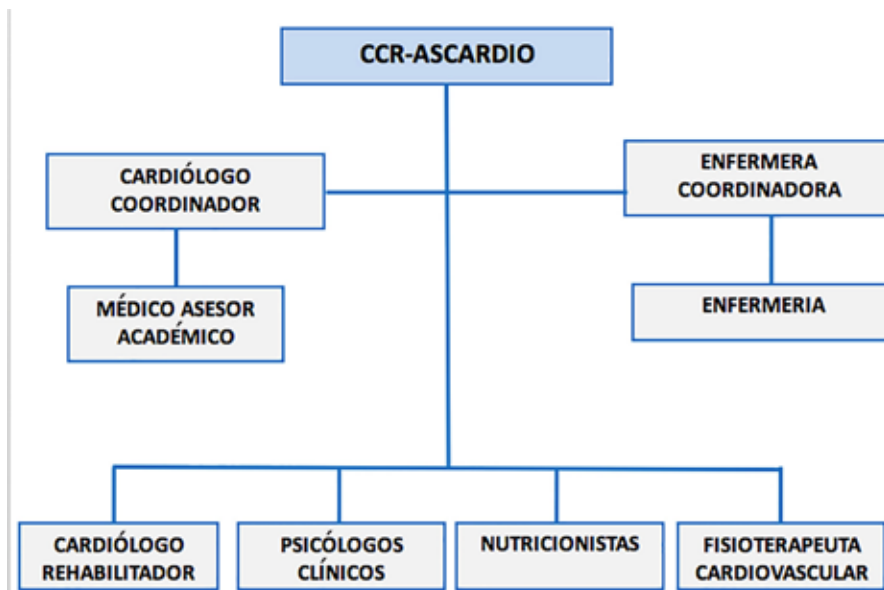 CCR-ASCARDIO
CARDIÓLOGO
COORDINADOR
ENFERMERA
COORDINADORA
MÉDICO ASESOR
ACADÉMICO
ENFERMERIA
CARDIÓLOGO
REHABILITADOR
PSICÓLOGOS
CLÍNICOS
NUTRICIONISTAS
FISIOTERAPEUTA
CARDIOVASCULAR